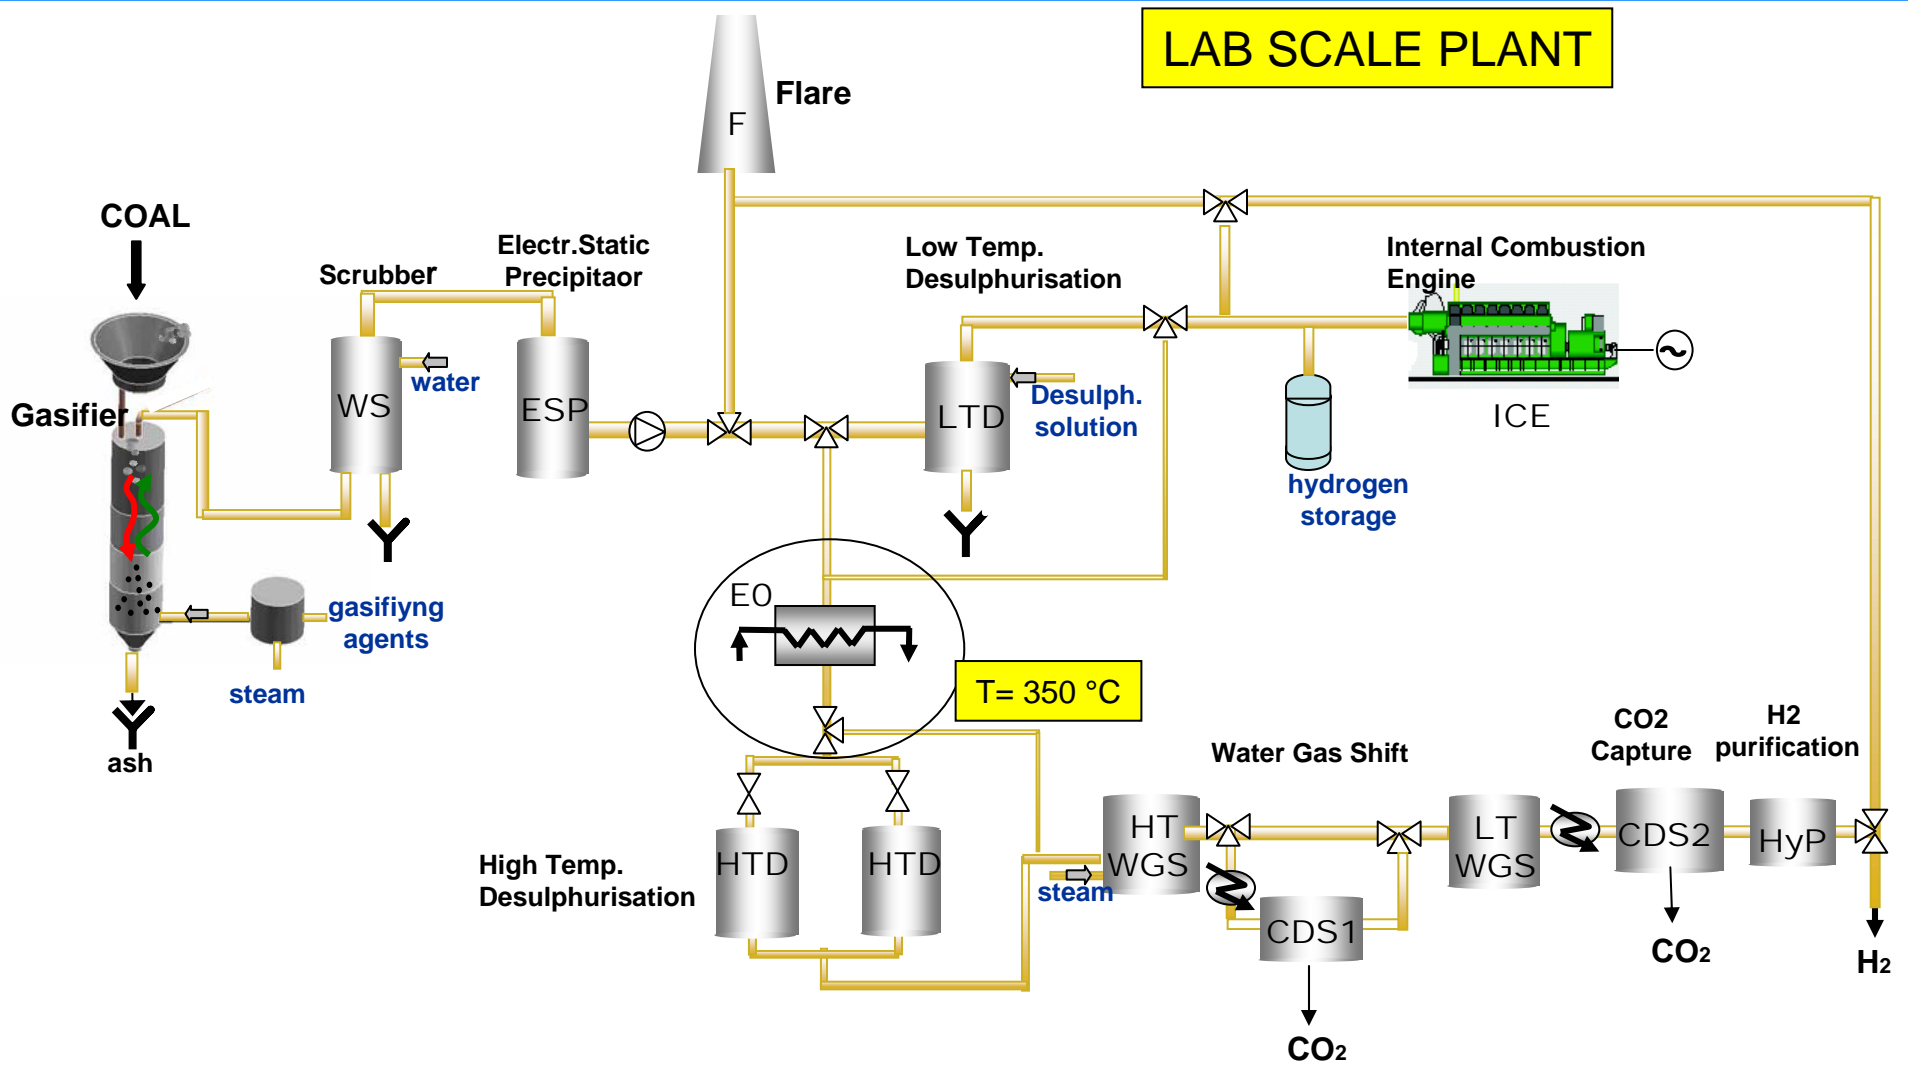 LAB SCALE PLANT
Flare
F
COAL
Scrubber
Electr.Static
Precipitaor
Low Temp.
Desulphurisation
Internal Combustion
Engine
Gasifier
WS
water
ESP
LTD
Desulph.
solution
ICE
hydrogen
storage
E0
gasifiyng
agents
steam
ash
T= 350 °C
Water Gas Shift
CO2
Capture
H2
purification
High Temp.
Desulphurisation
HTD
HTD
steam
HT
WGS
LT
WGS
CDS2
HyP
CDS1
CO2
H2
CO2